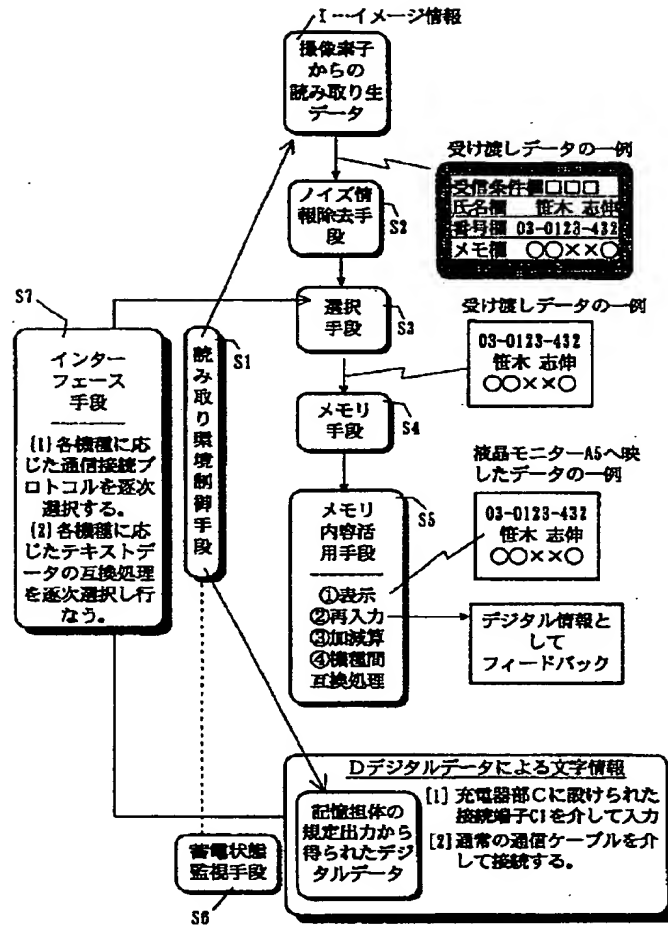 I…イメージ情報
撮像素子
からの
読み取り生
データ
受け渡しデータの一例
受信条件欄□□□
氏名欄 笹木 志伸
番号欄 03-0123-432
メモ欄 ○○××○
ノイズ情
報除去手
段
S2
選択
手段
S3
受け渡しデータの一例
03-0123-432
笹木 志伸
○○××○
S7
インター
フェース
手段
[1]各機種に応
じた通信接続プ
ロトコルを逐次
選択する。
[2]各機種に応
じたテキストデ
ータの互換処理
を逐次選択し行
なう。
S1
読み取り環境制御手段
メモリ
手段
S4
液晶モニターA5へ映
したデータの一例
03-0123-432
笹木 志伸
○○××○
メモリ
内容活
用手段
S5
①表示
②再入力
③加減算
④機種間
互換処理
デジタル情報と
して
フィードバック
Dデジタルデータによる文字情報
記憶担体の
規定出力から
得られたデジ
タルデータ
[1] 充電器部Cに設けられた
接続端子C1を介して入力
[2]通常の通信ケーブルを介
して接続する。
蓄電状態
監視手段
S6